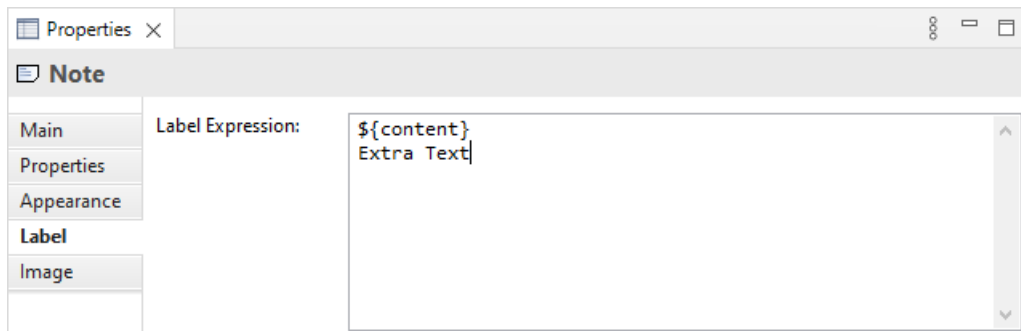 Properties
Note
Main
Properties
Appearance
Label
Image
Label Expression:
${content}
Extra Text